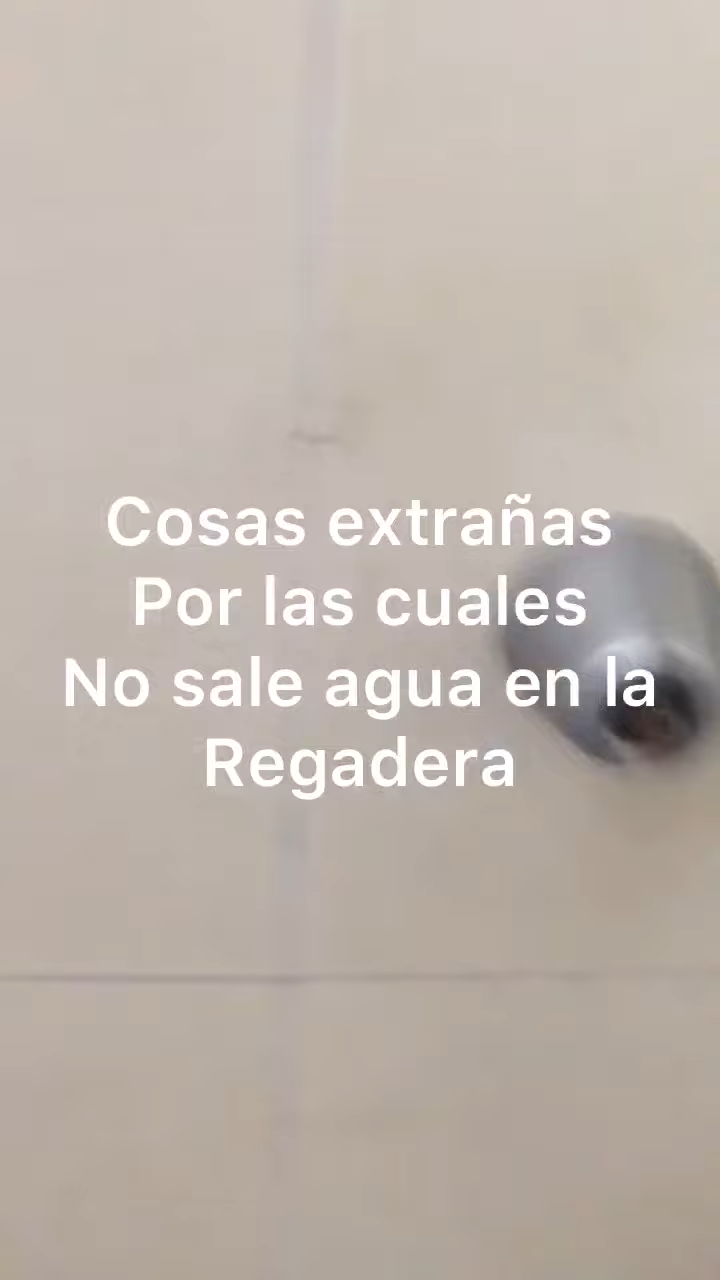 Cosas extrañas
Por las cuales
No sale agua en la
Regadera